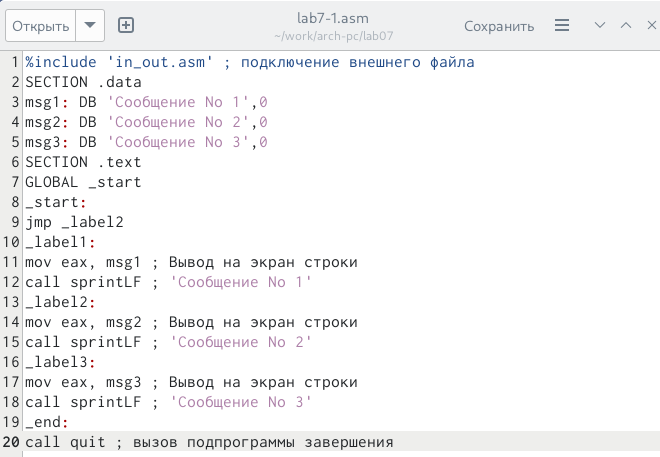 Открыть
lab7-1.asm
~/work/arch-pc/lab07
Сохранить
1 %include 'in_out.asm' ; подключение внешнего файла
2 SECTION .data
3 msg1: DB 'Сообщение No 1',0
4 msg2: DB 'Сообщение No 2',0
5 msg3: DB 'Сообщение No 3',0
6 SECTION .text
7 GLOBAL _start
8 _start:
9 jmp _label2
10 _label1:
11 mov eax, msg1 ; Вывод на экран строки
12 call sprintLF ; 'Сообщение No 1'
13 _label2:
14 mov eax, msg2 ; Вывод на экран строки
15 call sprintLF ; 'Сообщение No 2'
16 _label3:
17 mov eax, msg3 ; Вывод на экран строки
18 call sprintLF ; 'Сообщение No 3'
19 _end:
20 call quit ; вызов подпрограммы завершения